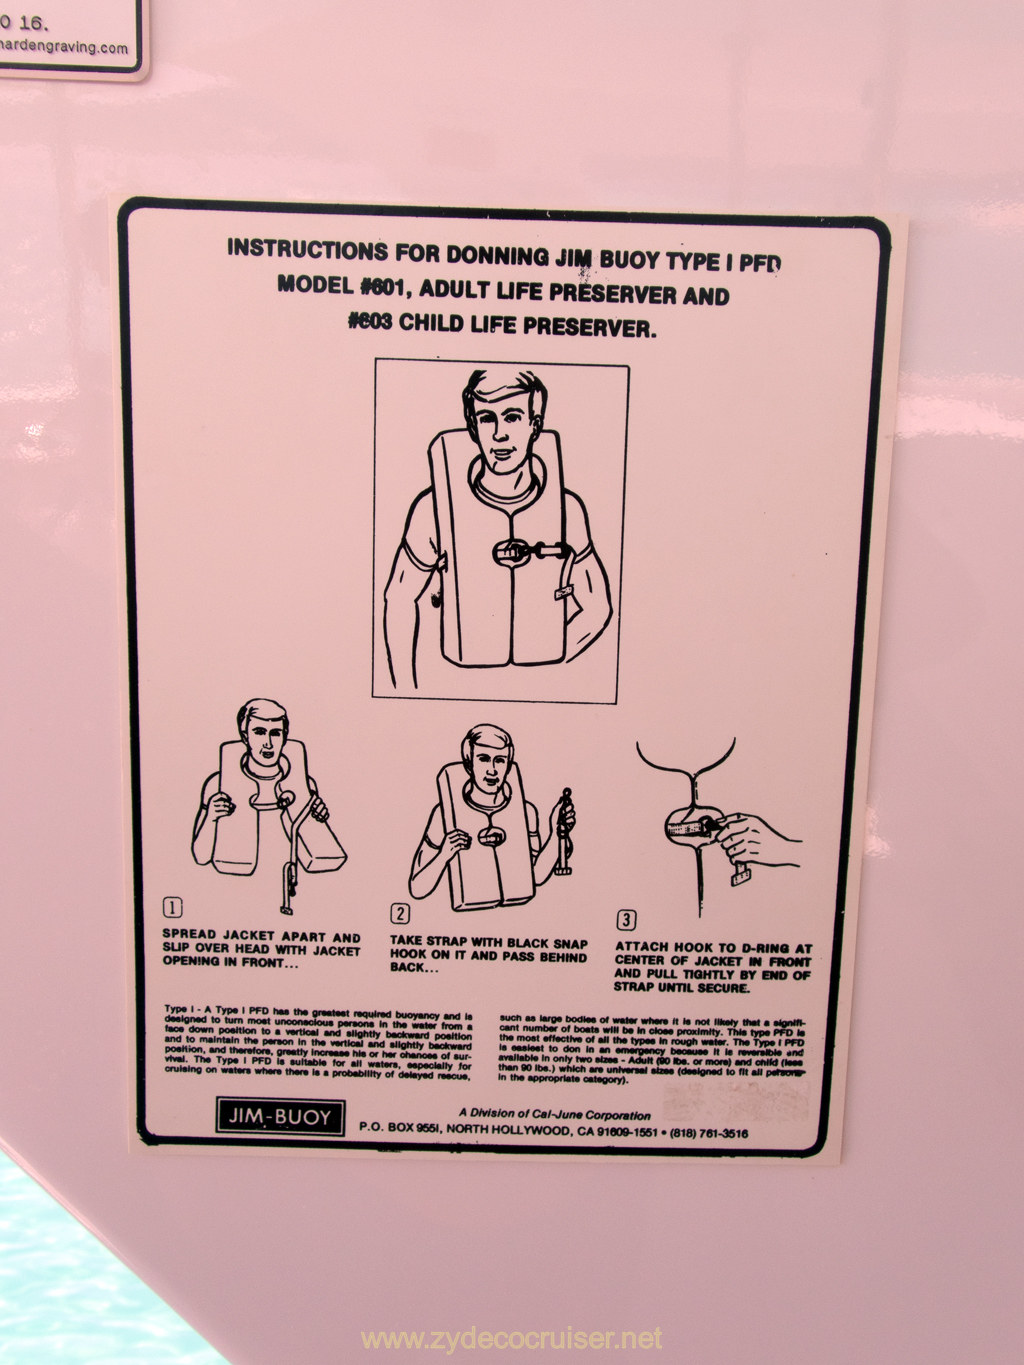 0 16.
hardengraving.com
INSTRUCTIONS FOR DONNING JIM BUOY TYPE I PFD
MODEL #601, ADULT LIFE PRESERVER AND
#603 CHILD LIFE PRESERVER.
1
SPREAD JACKET APART AND
SLIP OVER HEAD WITH JACKET
OPENING IN FRONT...
2
TAKE STRAP WITH BLACK SNAP
HOOK ON IT AND PASS BEHIND
BACK...
3
ATTACH HOOK TO D-RING AT
CENTER OF JACKET IN FRONT
AND PULL TIGHTLY BY END OF
STRAP UNTIL SECURE.
Type I - A Type I PFD has the greatest required buoyancy and is
designed to turn most unconscious persons in the water from a
face down position to a vertical and slightly backward position
and to maintain the person in the vertical and slightly backward
position, and therefore, greatly increase his or her chances of sur-
vival. The Type I PFD is suitable for all waters, especially for
cruising on waters where there is a probability of delayed rescue,
such as large bodies of water where it is not likely that a signifi-
cant number of boats will be in close proximity. This type PFD is
the most effective of all the types in rough water. The Type I PFD
is easiest to don in an emergency because it is reversible and
available in only two sizes - Adult (90 lbs. or more) and child (less
than 90 lbs.) which are universal sizes (designed to fit all persons
in the appropriate category).
JIM-BUOY
A Division of Cal-June Corporation
P.O. BOX 9551, NORTH HOLLYWOOD, CA 91609-1551 • (818) 761-3516
www.zydecocruiser.net